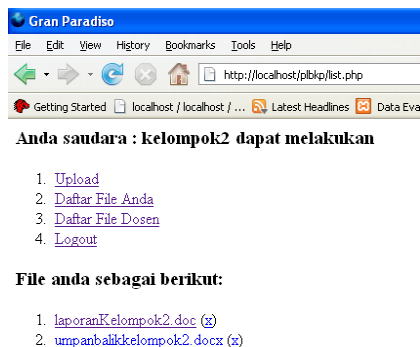 Gran Paradiso
File Edit View History Bookmarks Tools Help
http://localhost/plbkp/list.php
Getting Started localhost / localhost / ... Latest Headlines Data Eva
Anda saudara : kelompok2 dapat melakukan
1. Upload
2. Daftar File Anda
3. Daftar File Dosen
4. Logout
File anda sebagai berikut:
1. laporanKelompok2.doc (x)
2. umpanbalikkelompok2.docx (x)